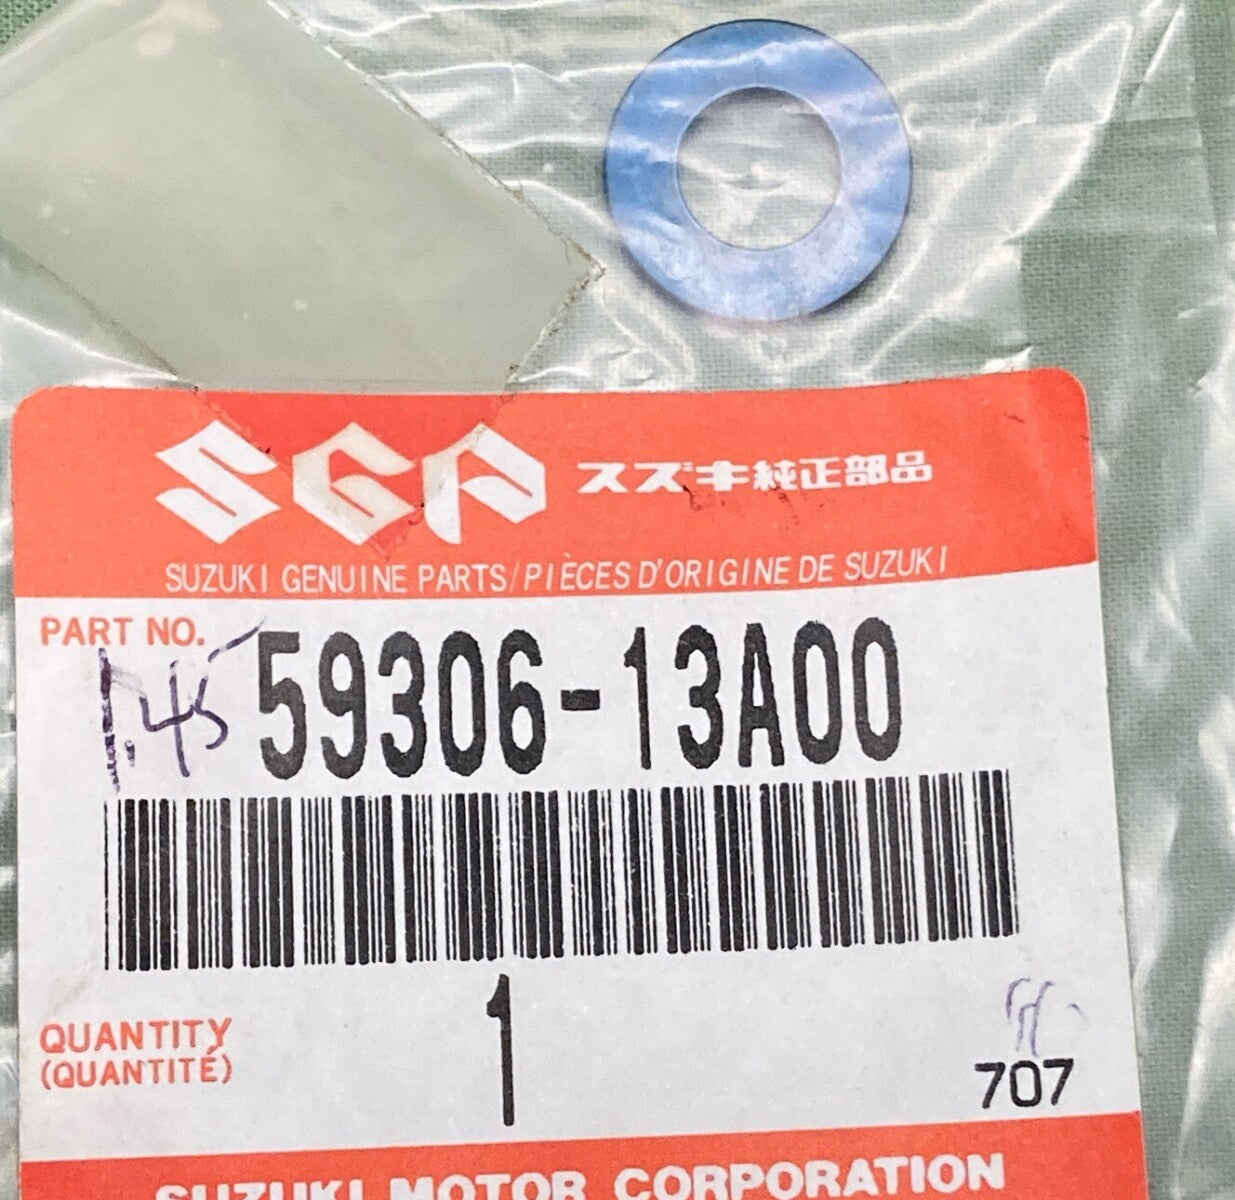 SGP スズキ純正部品
SUZUKI GENUINE PARTS/PIÈCES D'ORIGINE DE SUZUKI
PART NO.
1.45
59306-13A00
QUANTITY
(QUANTITÉ)
1
707
SUZUKI MOTOR CORPORATION